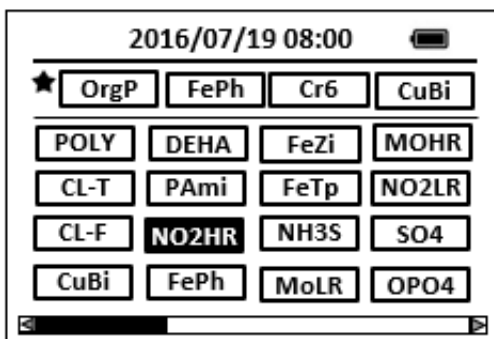 2016/07/19 08:00
OrgP FePh Cr6 CuBi
POLY DEHA FeZi MOHR
CL-T PAmi FeTp NO2LR
CL-F NO2HR NH3S SO4
CuBi FePh MoLR OPO4